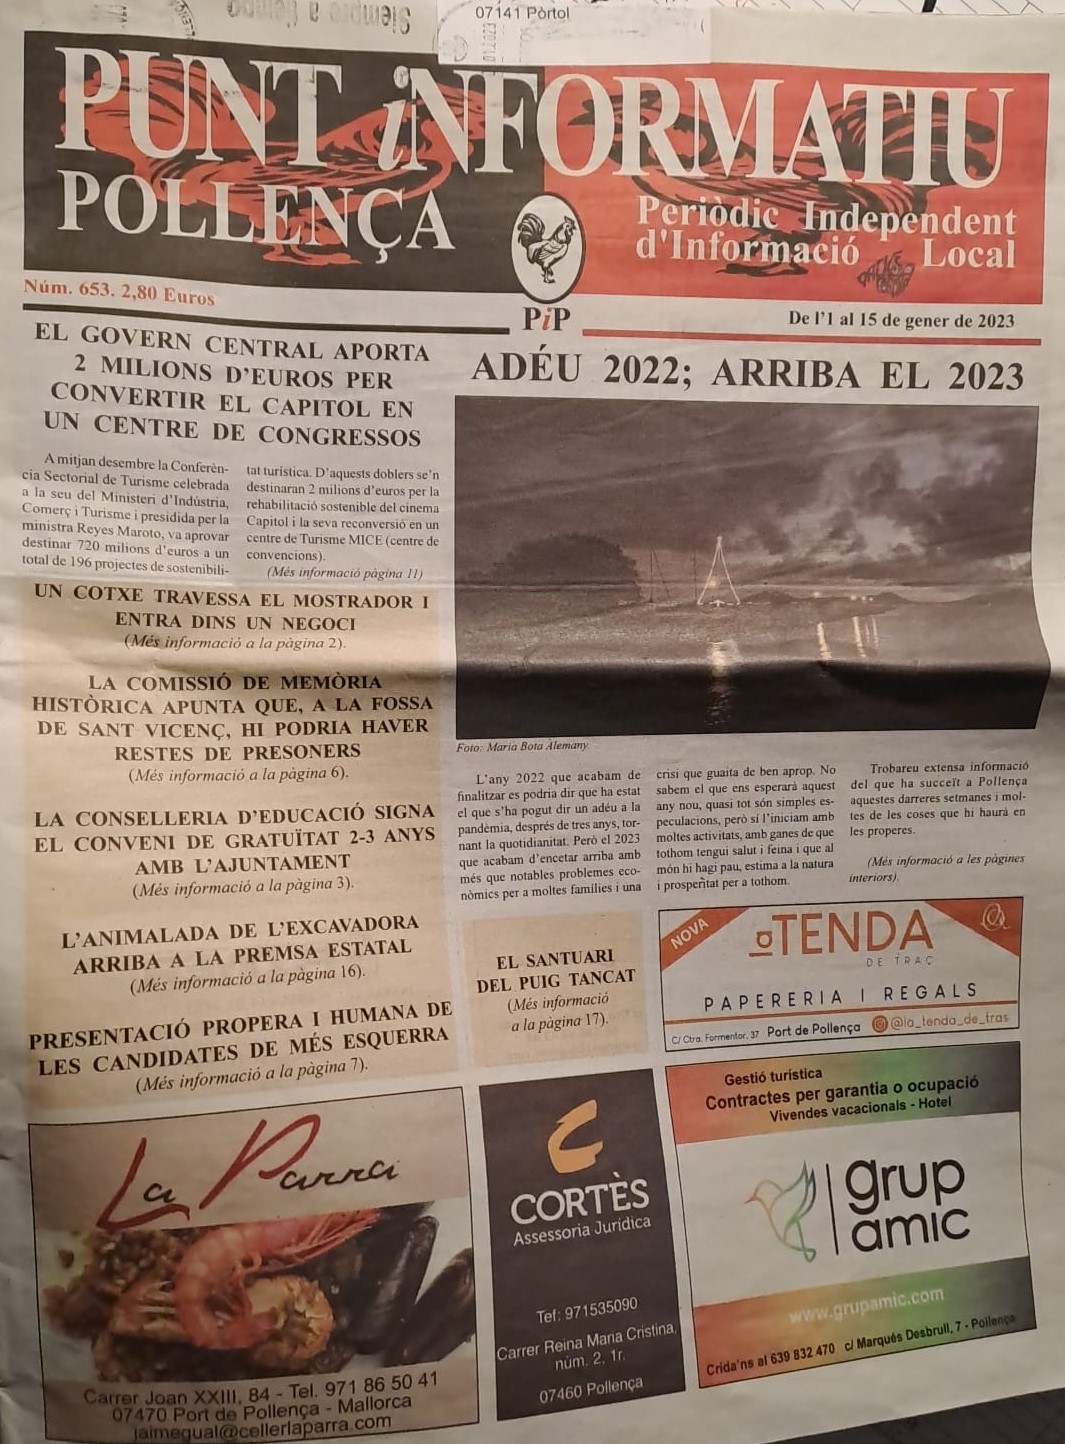 Siempre a tiempo
07141 Pòrtol
01.2023
PUNT iNFORMATIU
POLLENÇA
Periòdic Independent
d'Informació Local
Núm. 653. 2,80 Euros
PiP
De l'1 al 15 de gener de 2023
EL GOVERN CENTRAL APORTA
2 MILIONS D'EUROS PER
CONVERTIR EL CAPITOL EN
UN CENTRE DE CONGRESSOS
A mitjan desembre la Conferèn-
cia Sectorial de Turisme celebrada
a la seu del Ministeri d'Indústria,
Comerç i Turisme i presidida per la
ministra Reyes Maroto, va aprovar
destinar 720 milions d'euros a un
total de 196 projectes de sostenibili-
tat turística. D'aquests doblers se'n
destinaran 2 milions d'euros per la
rehabilitació sostenible del cinema
Capitol i la seva reconversió en un
centre de Turisme MICE (centre de
convencions).
(Més informació pàgina 11)
UN COTXE TRAVESSA EL MOSTRADOR I
ENTRA DINS UN NEGOCI
(Més informació a la pàgina 2).
LA COMISSIÓ DE MEMÒRIA
HISTÒRICA APUNTA QUE, A LA FOSSA
DE SANT VICENÇ, HI PODRIA HAVER
RESTES DE PRESONERS
(Més informació a la pàgina 6).
LA CONSELLERIA D'EDUCACIÓ SIGNA
EL CONVENI DE GRATUÏTAT 2-3 ANYS
AMB L'AJUNTAMENT
(Més informació a la pàgina 3).
L'ANIMALADA DE L'EXCAVADORA
ARRIBA A LA PREMSA ESTATAL
(Més informació a la pàgina 16).
PRESENTACIÓ PROPERA I HUMANA DE
LES CANDIDATES DE MÉS ESQUERRA
(Més informació a la pàgina 7).
ADÉU 2022; ARRIBA EL 2023
Foto: Maria Bota Alemany.
L'any 2022 que acabam de
finalitzar es podria dir que ha estat
el que s'ha pogut dir un adéu a la
pandèmia, després de tres anys, tor-
nant la quotidianitat. Però el 2023
que acabam d'encetar arriba amb
més que notables problemes eco-
nòmics per a moltes famílies i una
crisi que guaita de ben aprop. No
sabem el que ens esperarà aquest
any nou, quasi tot són simples es-
peculacions, però sí l'iniciam amb
moltes activitats, amb ganes de que
tothom tengui salut i feina i que al
món hi hagi pau, estima a la natura
i prosperitat per a tothom.
Trobareu extensa informació
del que ha succeït a Pollença
aquestes darreres setmanes i mol-
tes de les coses que hi haurà en
les properes.
(Més informació a les pàgines
interiors).
EL SANTUARI
DEL PUIG TANCAT
(Més informació
a la pàgina 17).
NOVA
la TENDA
DE TRAÇ
PAPERERIA I REGALS
C/ Ctra. Formentor, 37 Port de Pollença @la_tenda_de_tras
La Parra
Carrer Joan XXIII, 84 - Tel. 971 86 50 41
07470 Port de Pollença - Mallorca
jaimegual@cellerlaparra.com
CORTÈS
Assessoria Jurídica
Tef: 971535090
Carrer Reina Maria Cristina,
núm. 2, 1r.
07460 Pollença
Gestió turística
Contractes per garantia o ocupació
Vivendes vacacionals - Hotel
grup
amic
www.grupamic.com
Crida'ns al 639 832 470 c/ Marquès Desbrull, 7 - Pollença